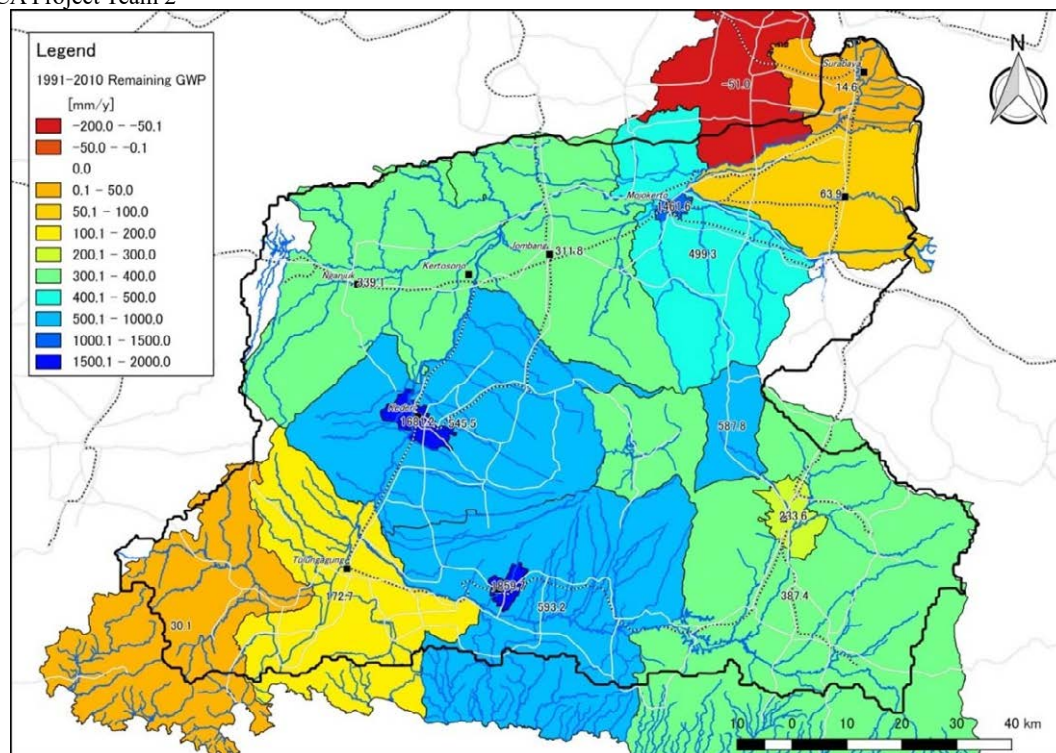 CA Project Team 2
Legend
1991-2010 Remaining GWP
[mm/y]
-200.0 - -50.1
-50.0 - -0.1
0.0
0.1 - 50.0
50.1 - 100.0
100.1 - 200.0
200.1 - 300.0
300.1 - 400.0
400.1 - 500.0
500.1 - 1000.0
1000.1 - 1500.0
1500.1 - 2000.0
N
Surabaya
14.6
-51.0
63.9
Mojokerto
1461.6
499.3
Jombang
311.8
Kertosono
Nganjuk
339.1
587.8
Kediri
545.5
233.6
Tulungagung
172.7
1859.7
593.2
387.4
30.1
10 0 10 20 30 40 km